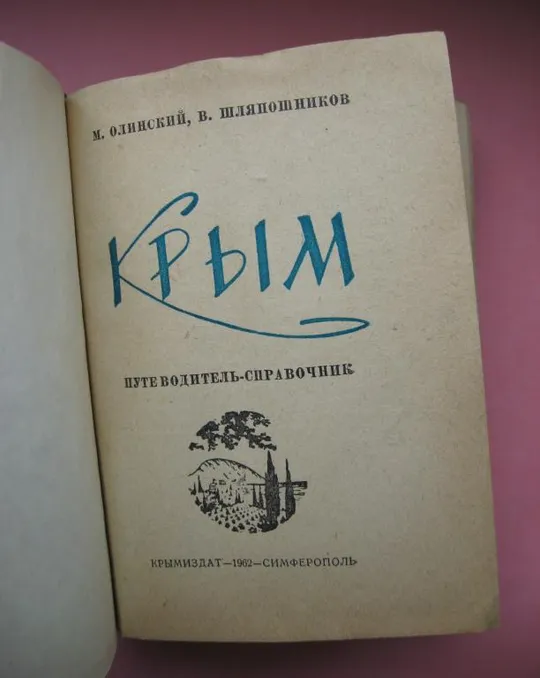 М. ОЛИНСКИЙ, В. ШЛЯПОШНИКОВ
КРЫМ
ПУТЕВОДИТЕЛЬ-СПРАВОЧНИК
КРЫМИЗДАТ—1962—СИМФЕРОПОЛЬ